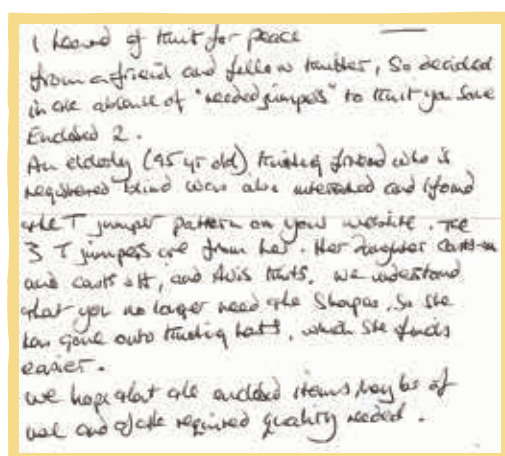 I heard of knit for peace
from a friend and fellow knitter, So decided
in the absence of "needed jumpers" to knit you some
Enclosed 2.
An elderly (95 yr old) knitting friend who is
registered blind was also interested and I found
the T jumper pattern on your website. The
3 T jumpers are from her. Her daughter casts-on
and casts off, and Avis knits. We understand
that you no longer need the Shapes, So she
has gone onto knitting hats, which she finds
easier.
We hope that the enclosed items may be of
use and of the required quality needed.